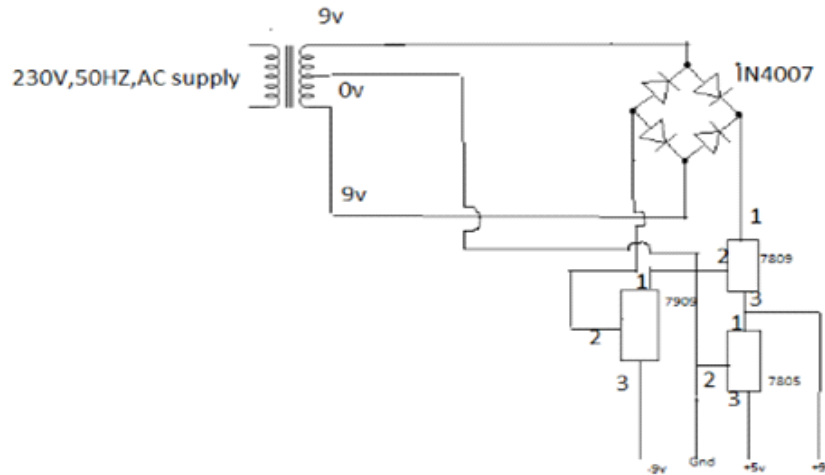 9v
230V,50HZ,AC supply
0v
9v
1N4007
1
2
7809
3
1
7909
2
3
1
2
7805
3
-9v
Gnd
+5v
+9